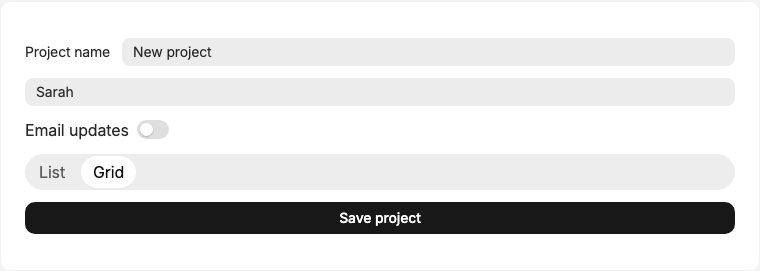 Project name New project
Sarah
Email updates
List Grid
Save project